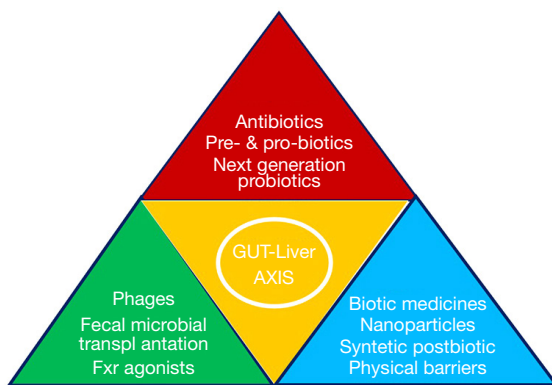 Antibiotics
Pre- & pro-biotics
Next generation
probiotics
GUT-Liver
AXIS
Phages
Fecal microbial
transpl antation
Fxr agonists
Biotic medicines
Nanoparticles
Syntetic postbiotic
Physical barriers